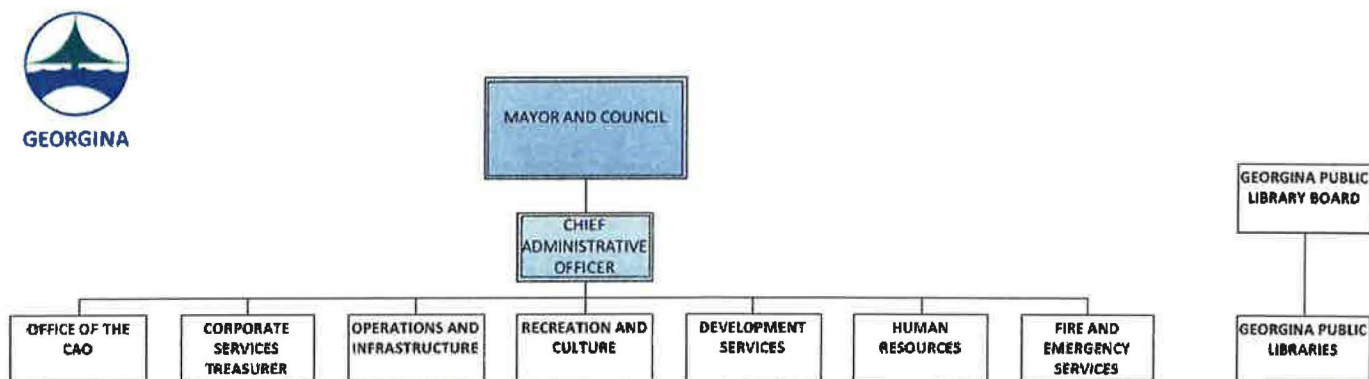 GEORGINA
MAYOR AND COUNCIL
CHIEF
ADMINISTRATIVE
OFFICER
GEORGINA PUBLIC
LIBRARY BOARD
OFFICE OF THE
CAO
CORPORATE
SERVICES
TREASURER
OPERATIONS AND
INFRASTRUCTURE
RECREATION AND
CULTURE
DEVELOPMENT
SERVICES
HUMAN
RESOURCES
FIRE AND
EMERGENCY
SERVICES
GEORGINA PUBLIC
LIBRARIES